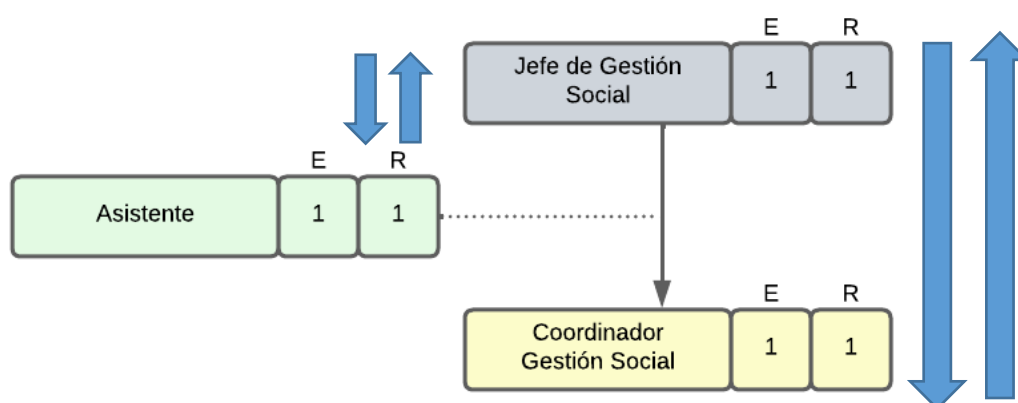 E R
Jefe de Gestión
Social
1 1
E R
Asistente
1 1
E R
Coordinador
Gestión Social
1 1